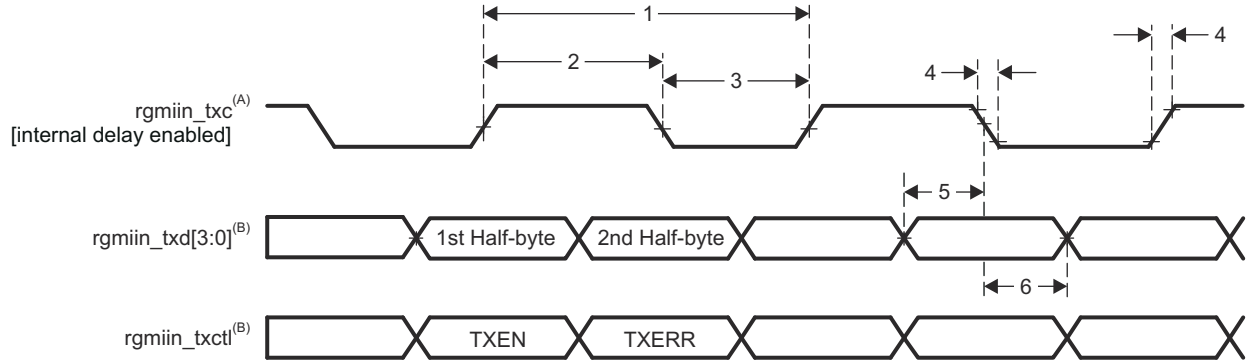 1
4
2
4
3
rgmiin_txc(A)
[internal delay enabled]
5
rgmiin_txd[3:0](B)
1st Half-byte
2nd Half-byte
6
rgmiin_txctl(B)
TXEN
TXERR